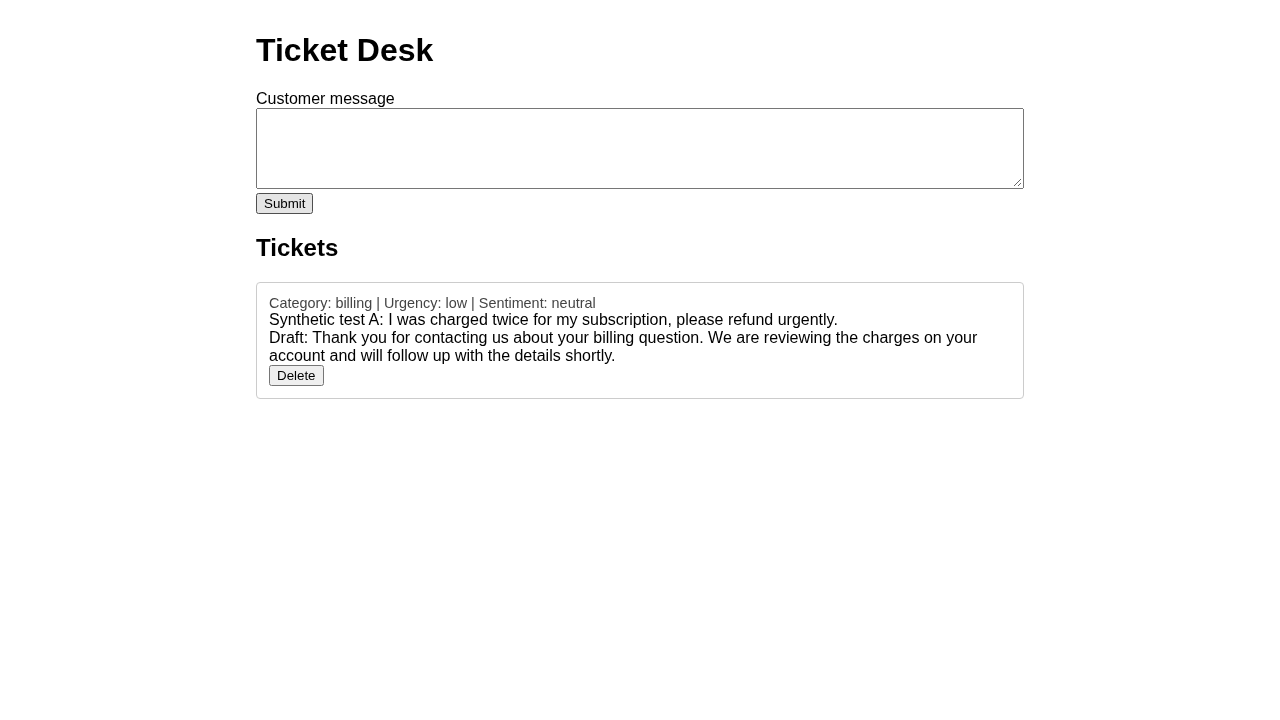 Ticket Desk
Customer message
Submit
Tickets
Category: billing | Urgency: low | Sentiment: neutral
Synthetic test A: I was charged twice for my subscription, please refund urgently.
Draft: Thank you for contacting us about your billing question. We are reviewing the charges on your
account and will follow up with the details shortly.
Delete